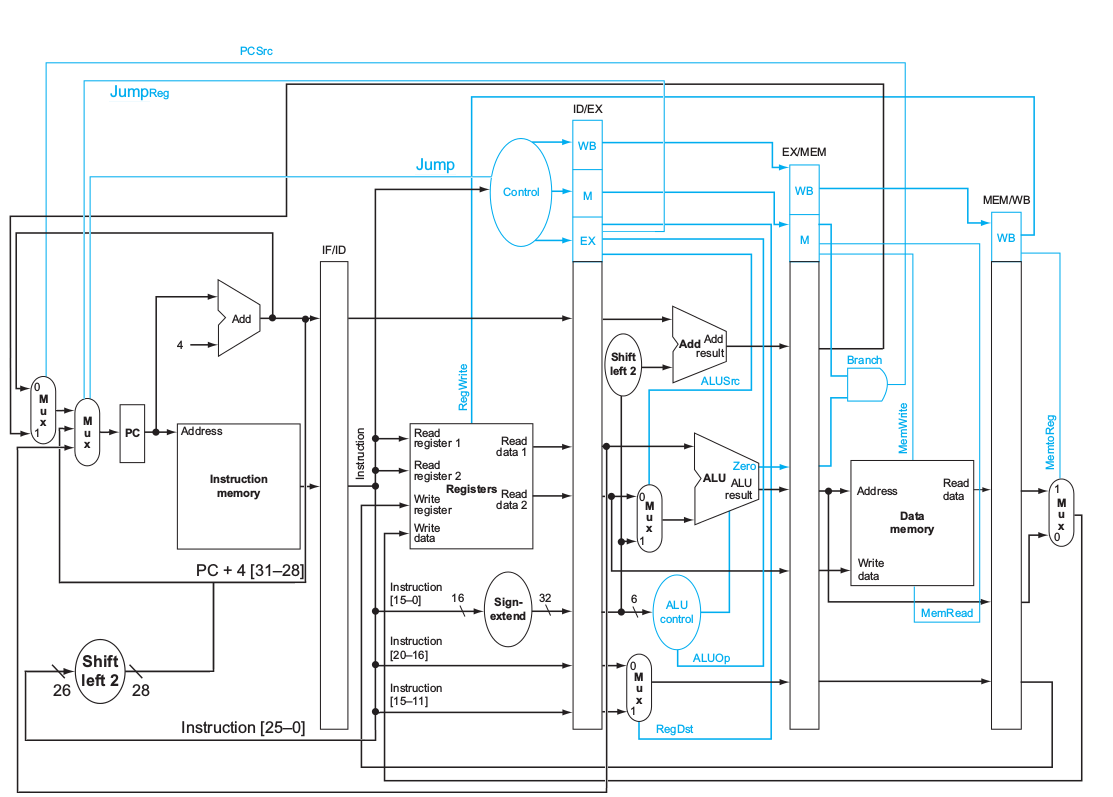 PCSrc
JumpReg
ID/EX
WB
EX/MEM
Jump
Control
M
WB
MEM/WB
EX
M
WB
IF/ID
Add
4
Shift
left 2
Add
Add
result
Branch
ALUSrc
RegWrite
MemWrite
MemtoReg
0
M
u
x
1
M
u
x
PC
Address
Instruction
memory
Instruction
Read
register 1
Read
register 2
Write
register
Write
data
Registers
Read
data 1
Read
data 2
0
M
u
x
1
ALU
Zero
ALU
result
Address
Read
data
Data
memory
Write
data
1
M
u
x
0
PC + 4 [31–28]
Instruction
[15–0]
16
Sign-
extend
32
6
ALU
control
MemRead
Instruction
[20–16]
0
M
u
x
1
ALUOp
Shift
left 2
26
28
Instruction
[15–11]
Instruction [25–0]
RegDst